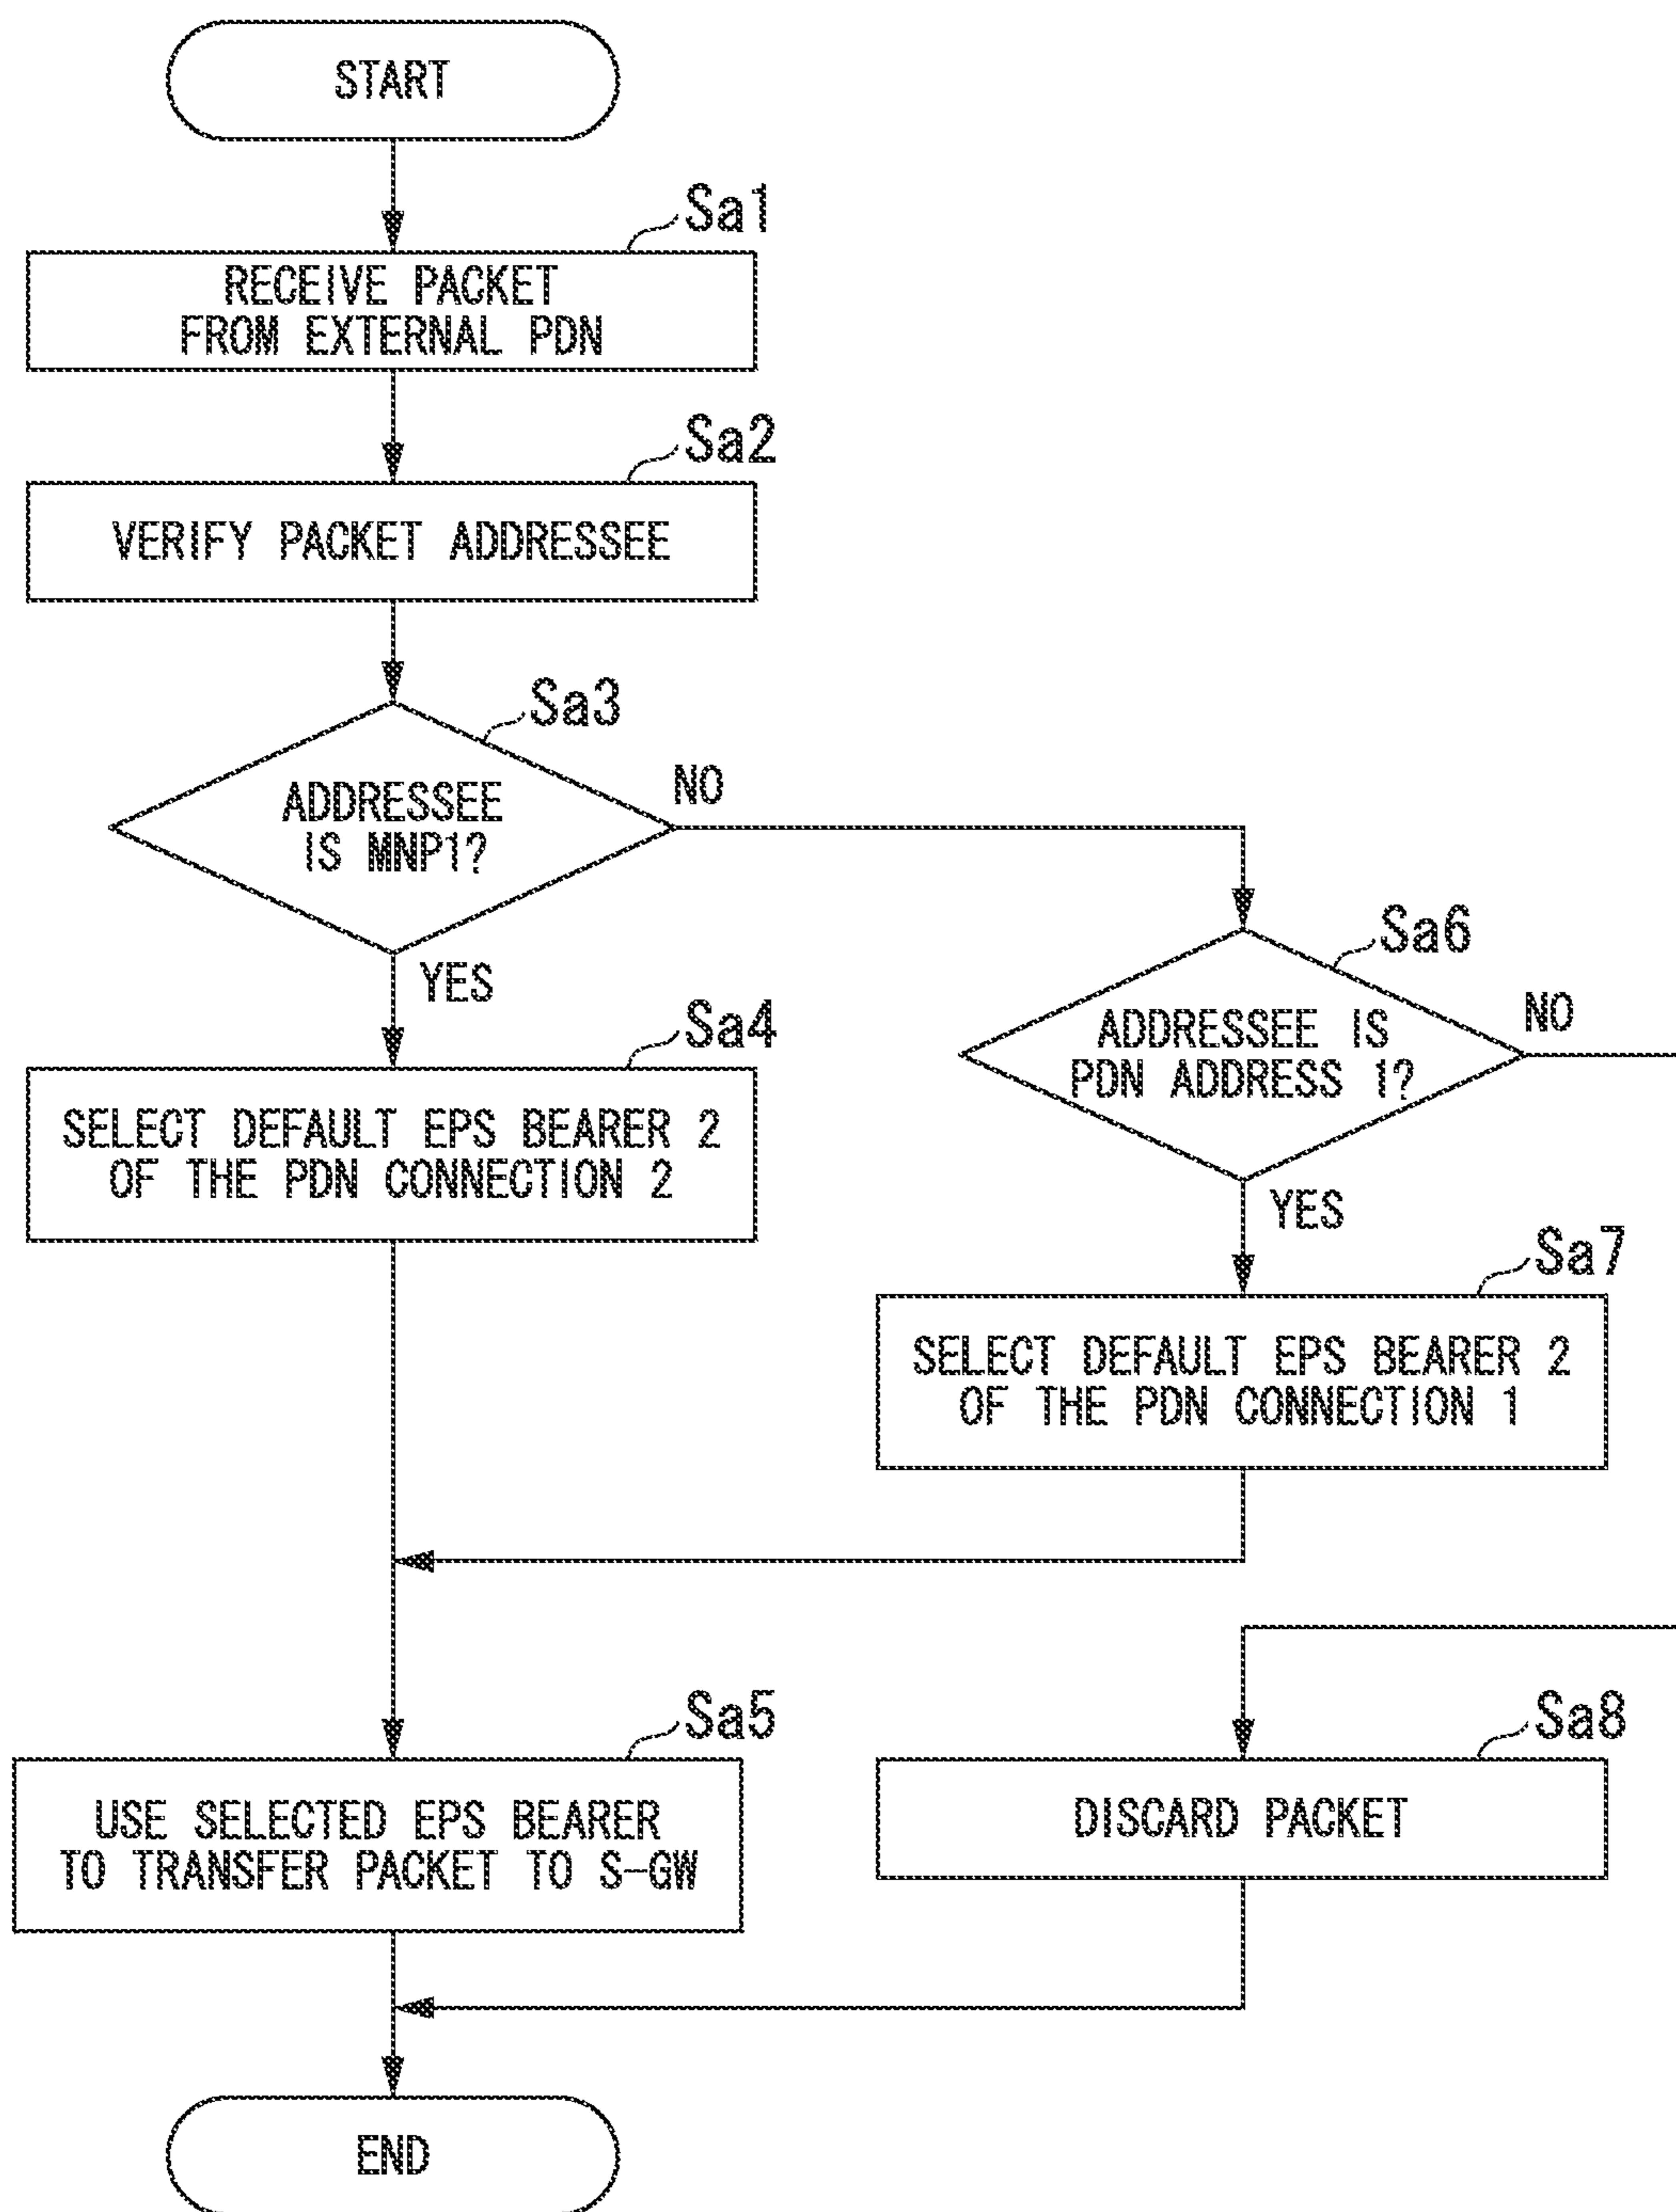 START
Sa1
RECEIVE PACKET
FROM EXTERNAL PDN
Sa2
VERIFY PACKET ADDRESSEE
Sa3
ADDRESSEE
IS MNP1?
NO
YES
Sa4
SELECT DEFAULT EPS BEARER 2
OF THE PDN CONNECTION 2
Sa6
ADDRESSEE IS
PDN ADDRESS 1?
NO
YES
Sa7
SELECT DEFAULT EPS BEARER 2
OF THE PDN CONNECTION 1
Sa5
USE SELECTED EPS BEARER
TO TRANSFER PACKET TO S-GW
Sa8
DISCARD PACKET
END